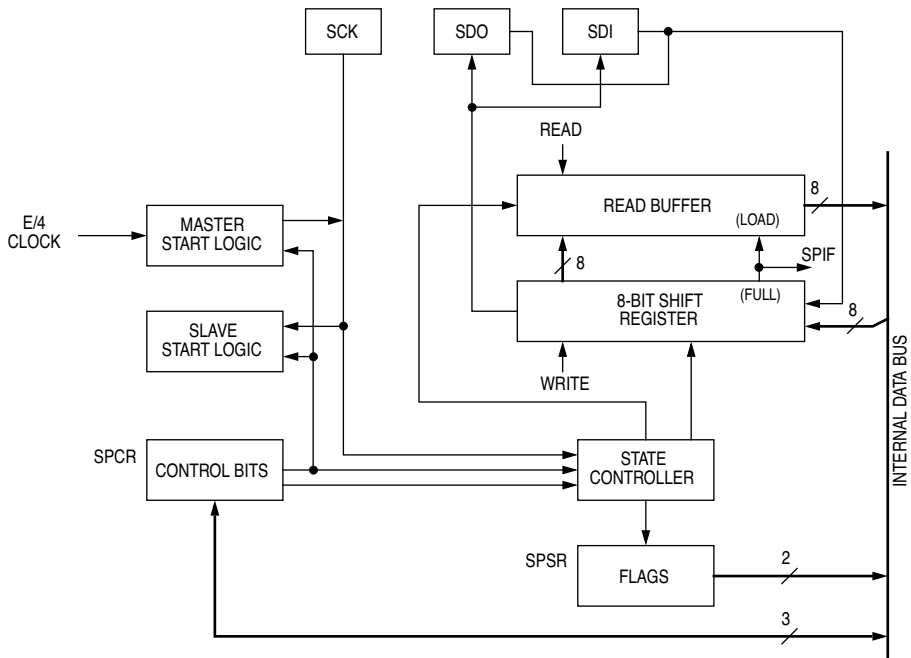 SCK
SDO
SDI
READ
READ BUFFER
8
(LOAD)
E/4
CLOCK
MASTER
START LOGIC
8
SPIF
8-BIT SHIFT
REGISTER
(FULL)
8
SLAVE
START LOGIC
WRITE
INTERNAL DATA BUS
SPCR
CONTROL BITS
STATE
CONTROLLER
SPSR
FLAGS
2
3